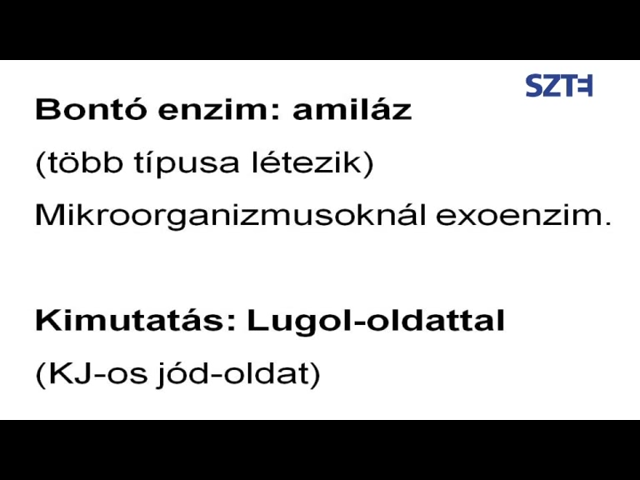 SZTE
Bontó enzim: amiláz
(több típusa létezik)
Mikroorganizmusoknál exoenzim.
Kimutatás: Lugol-oldattal
(KJ-os jód-oldat)